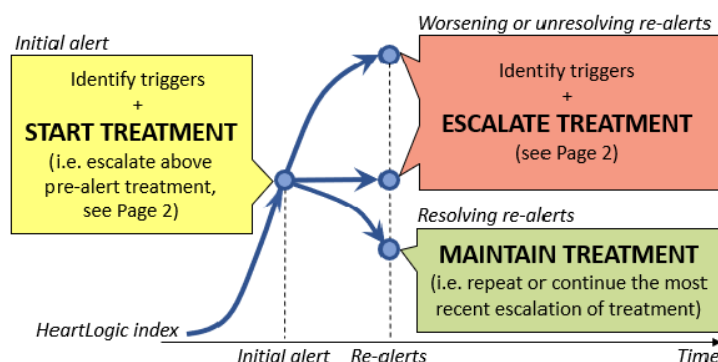 Initial alert
Identify triggers
+
START TREATMENT
(i.e. escalate above
pre-alert treatment,
see Page 2)
Worsening or unresolving re-alerts
Identify triggers
+
ESCALATE TREATMENT
(see Page 2)
Resolving re-alerts
MAINTAIN TREATMENT
(i.e. repeat or continue the most
recent escalation of treatment)
HeartLogic index
Initial alert
Re-alerts
Time